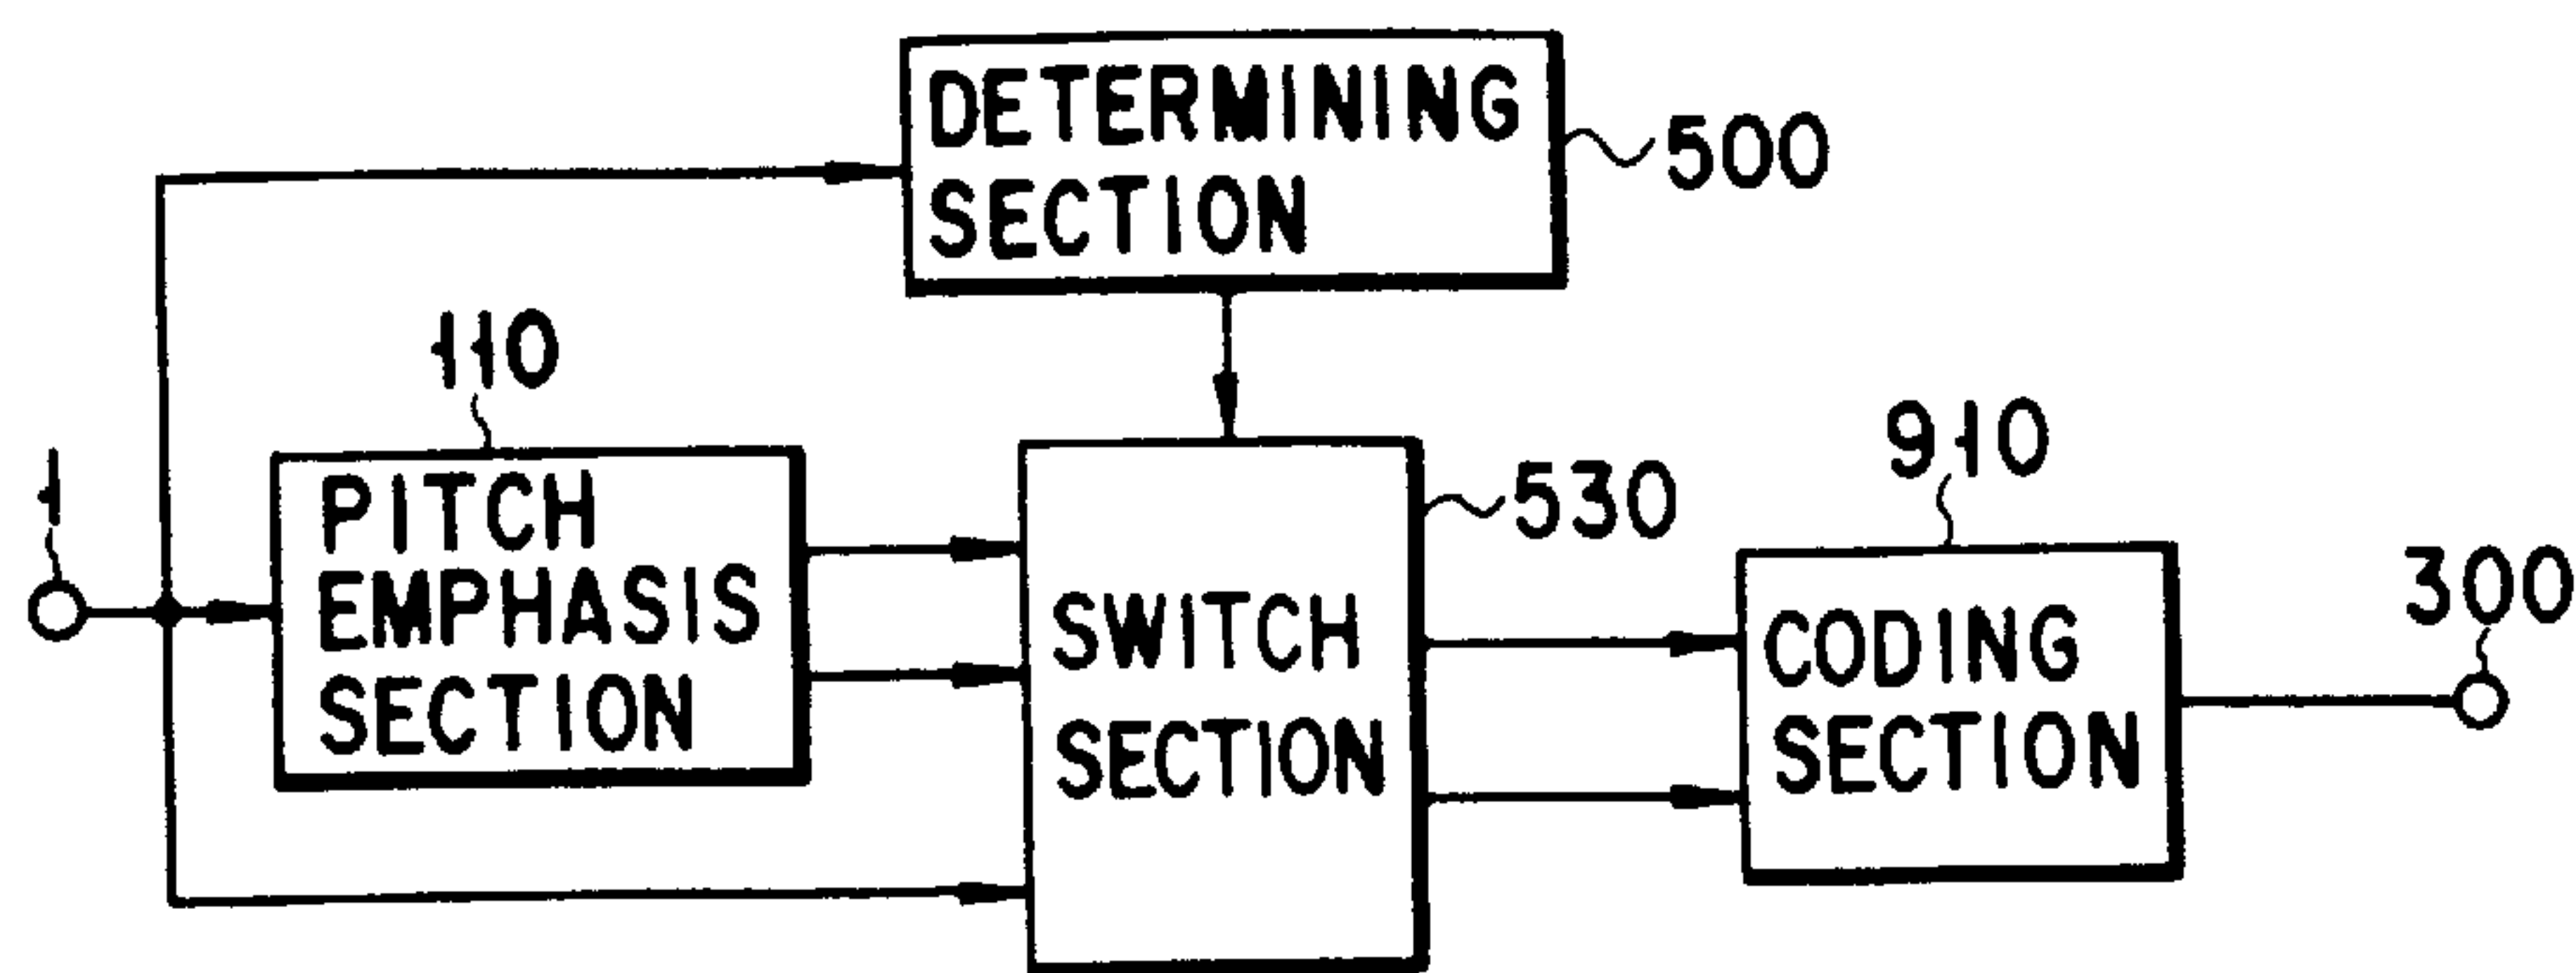 DETERMINING
SECTION
500
110
1
PITCH
EMPHASIS
SECTION
530
SWITCH
SECTION
910
CODING
SECTION
300